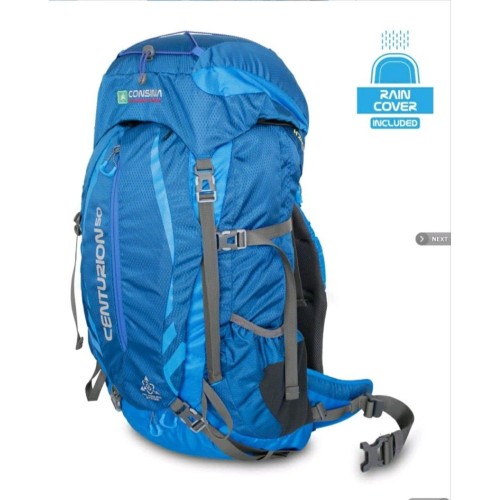 CONSINA
RAIN
COVER
INCLUDED
NEXT
CENTURION 50